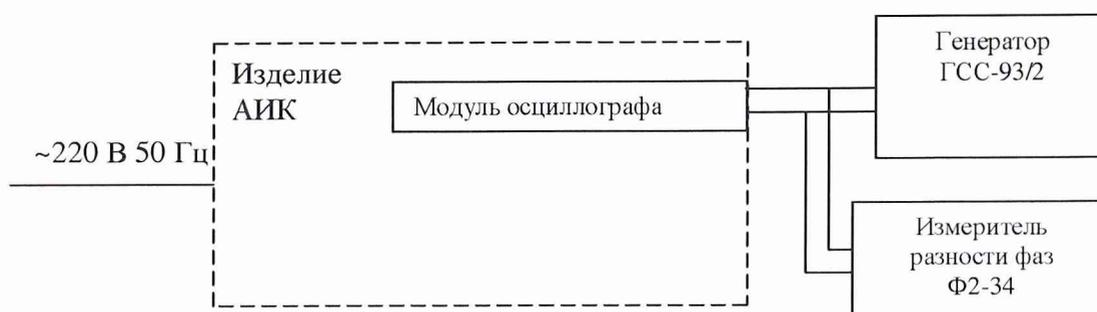 Изделие
АИК
Модуль осциллографа
~220 В 50 Гц
Генератор
ГСС-93/2
Измеритель
разности фаз
Ф2-34